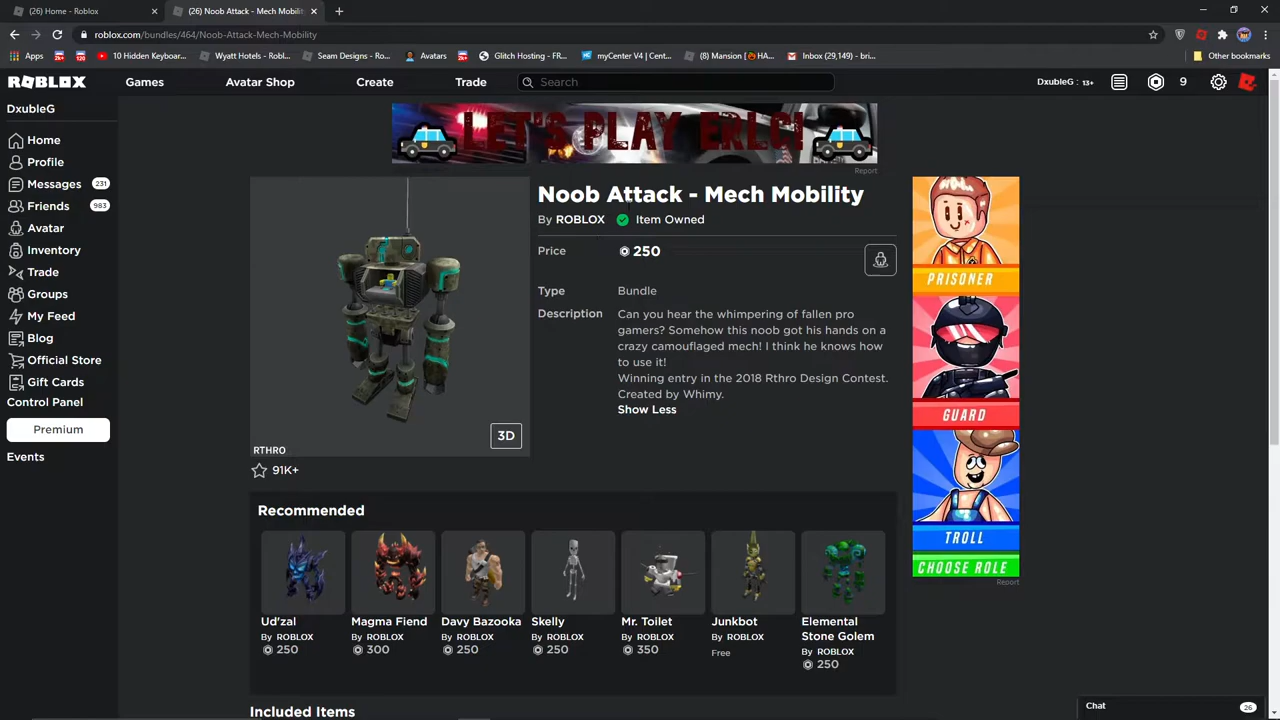 (26) Home - Roblox
(26) Noob Attack - Mech Mobilit
roblox.com/bundles/464/Noob-Attack-Mech-Mobility
Apps
10 Hidden Keyboar...
Wyatt Hotels - Robl...
Seam Designs - Ro...
Avatars
Glitch Hosting - FR...
myCenter V4 | Cent...
(8) [Mansion | HA...
Inbox (29,149) - bri...
Other bookmarks
ROBLOX
Games
Avatar Shop
Create
Trade
Search
DxubleG : 13+
9
DxubleG
Home
Profile
Messages 231
Friends 983
Avatar
Inventory
Trade
Groups
My Feed
Blog
Official Store
Gift Cards
Control Panel
Premium
Events
LET'S PLAY ERLC!
Report
Noob Attack - Mech Mobility
By ROBLOX Item Owned
Price 250
Type Bundle
Description Can you hear the whimpering of fallen pro
gamers? Somehow this noob got his hands on a
crazy camouflaged mech! I think he knows how
to use it!
Winning entry in the 2018 Rthro Design Contest.
Created by Whimy.
Show Less
RTHRO
3D
91K+
PRISONER
GUARD
TROLL
CHOOSE ROLE
Report
Recommended
Ud'zal
By ROBLOX
250
Magma Fiend
By ROBLOX
300
Davy Bazooka
By ROBLOX
250
Skelly
By ROBLOX
250
Mr. Toilet
By ROBLOX
350
Junkbot
By ROBLOX
Free
Elemental
Stone Golem
By ROBLOX
250
Included Items
Chat 26